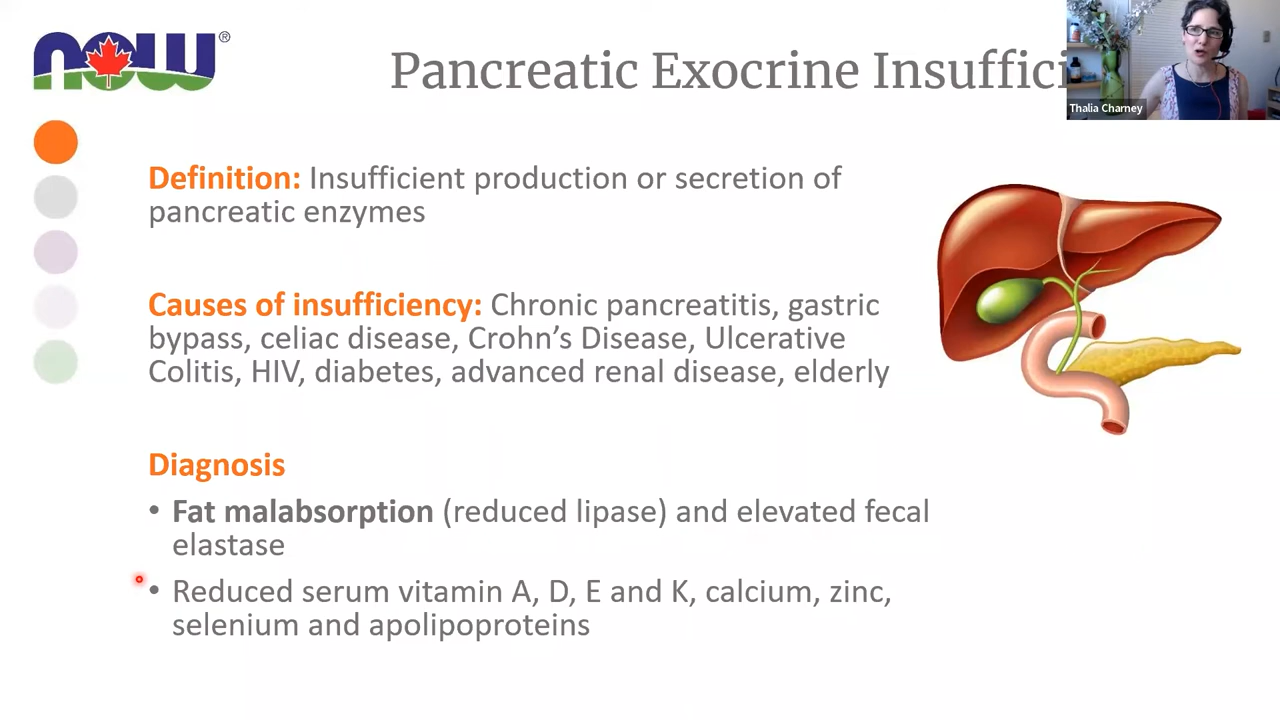 now®
Pancreatic Exocrine Insuffici
Thalia Charney
Definition: Insufficient production or secretion of
pancreatic enzymes
Causes of insufficiency: Chronic pancreatitis, gastric
bypass, celiac disease, Crohn’s Disease, Ulcerative
Colitis, HIV, diabetes, advanced renal disease, elderly
Diagnosis
• Fat malabsorption (reduced lipase) and elevated fecal
elastase
• Reduced serum vitamin A, D, E and K, calcium, zinc,
selenium and apolipoproteins